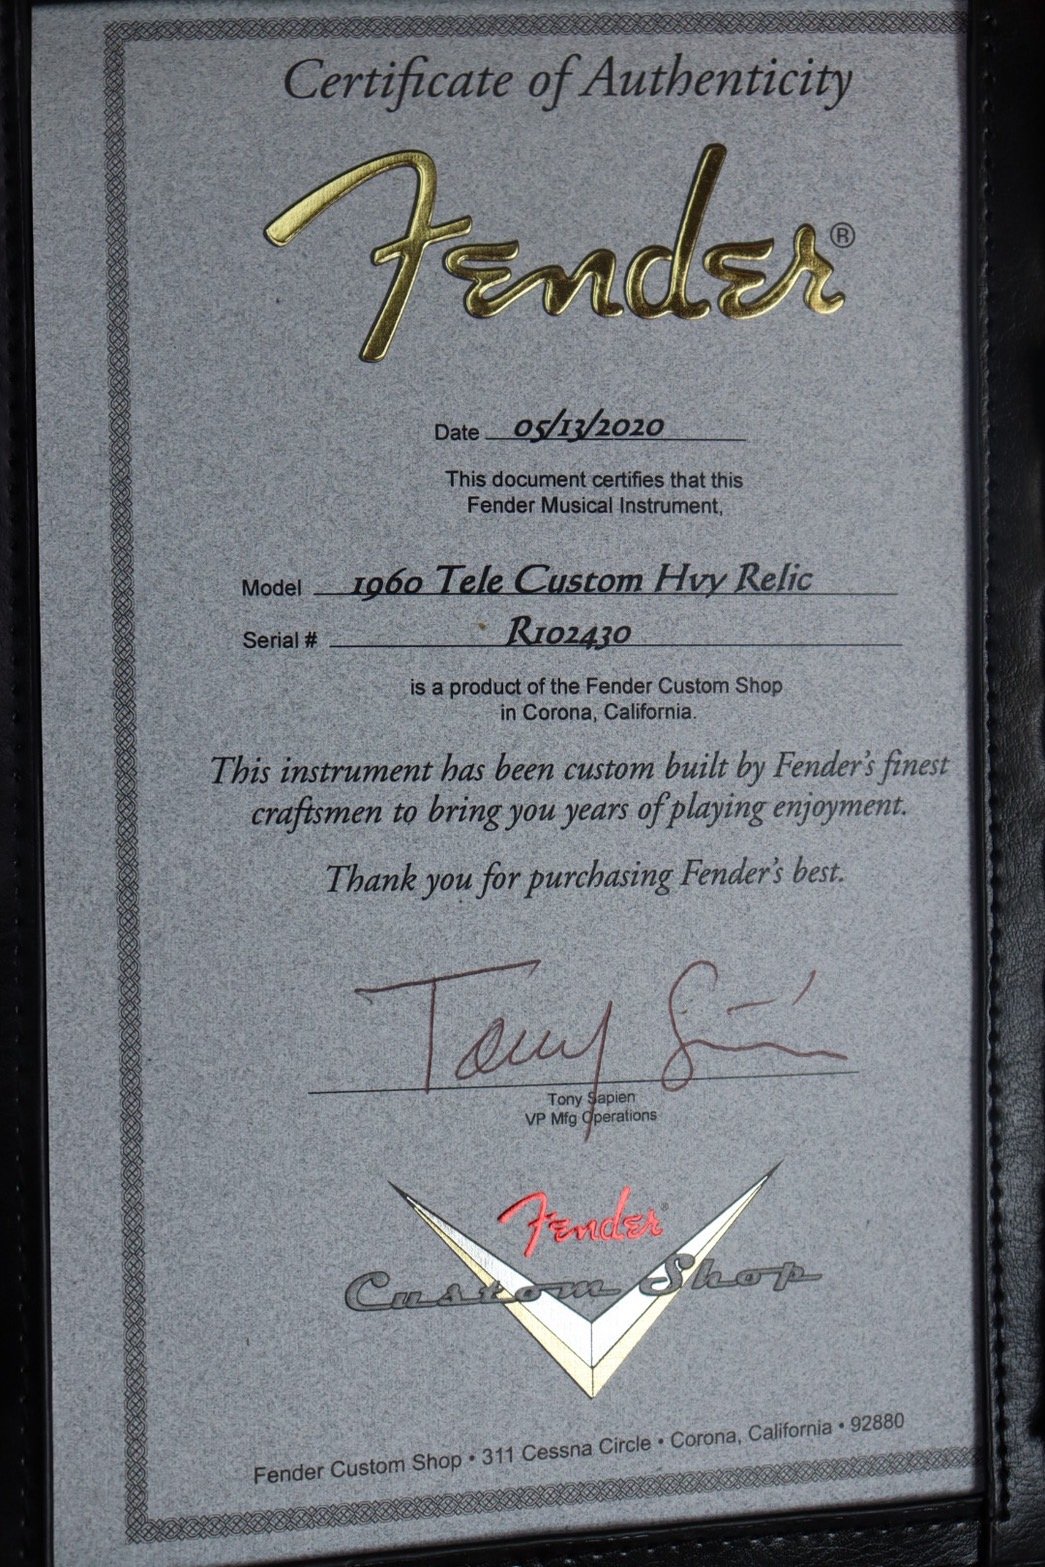 Certificate of Authenticity
Fender®
Date 05/13/2020
This document certifies that this
Fender Musical Instrument,
Model 1960 Tele Custom Hvy Relic
Serial # R102430
is a product of the Fender Custom Shop
in Corona, California.
This instrument has been custom built by Fender's finest
craftsmen to bring you years of playing enjoyment.
Thank you for purchasing Fender's best.
Tony Sapien
VP Mfg Operations
Fender®
Custom Shop
Fender Custom Shop • 311 Cessna Circle • Corona, California • 92880